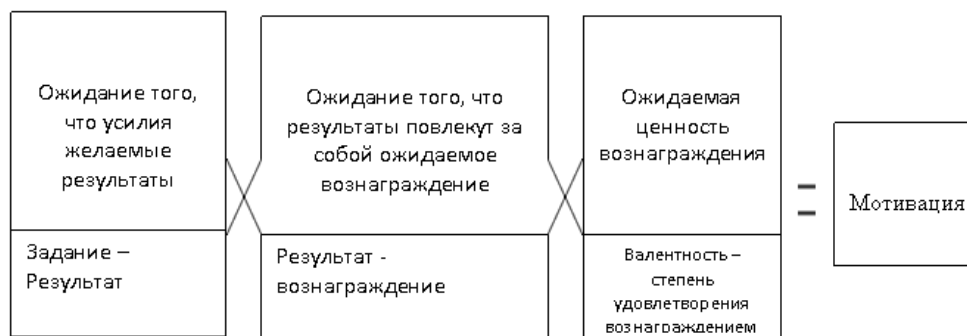 Ожидание того,
что усилия
желаемые
результаты
Задание –
Результат
Ожидание того, что
результаты повлекут за
собой ожидаемое
вознаграждение
Результат -
вознаграждение
Ожидаемая
ценность
вознаграждения
Валентность –
степень
удовлетворения
вознаграждением
=
Мотивация